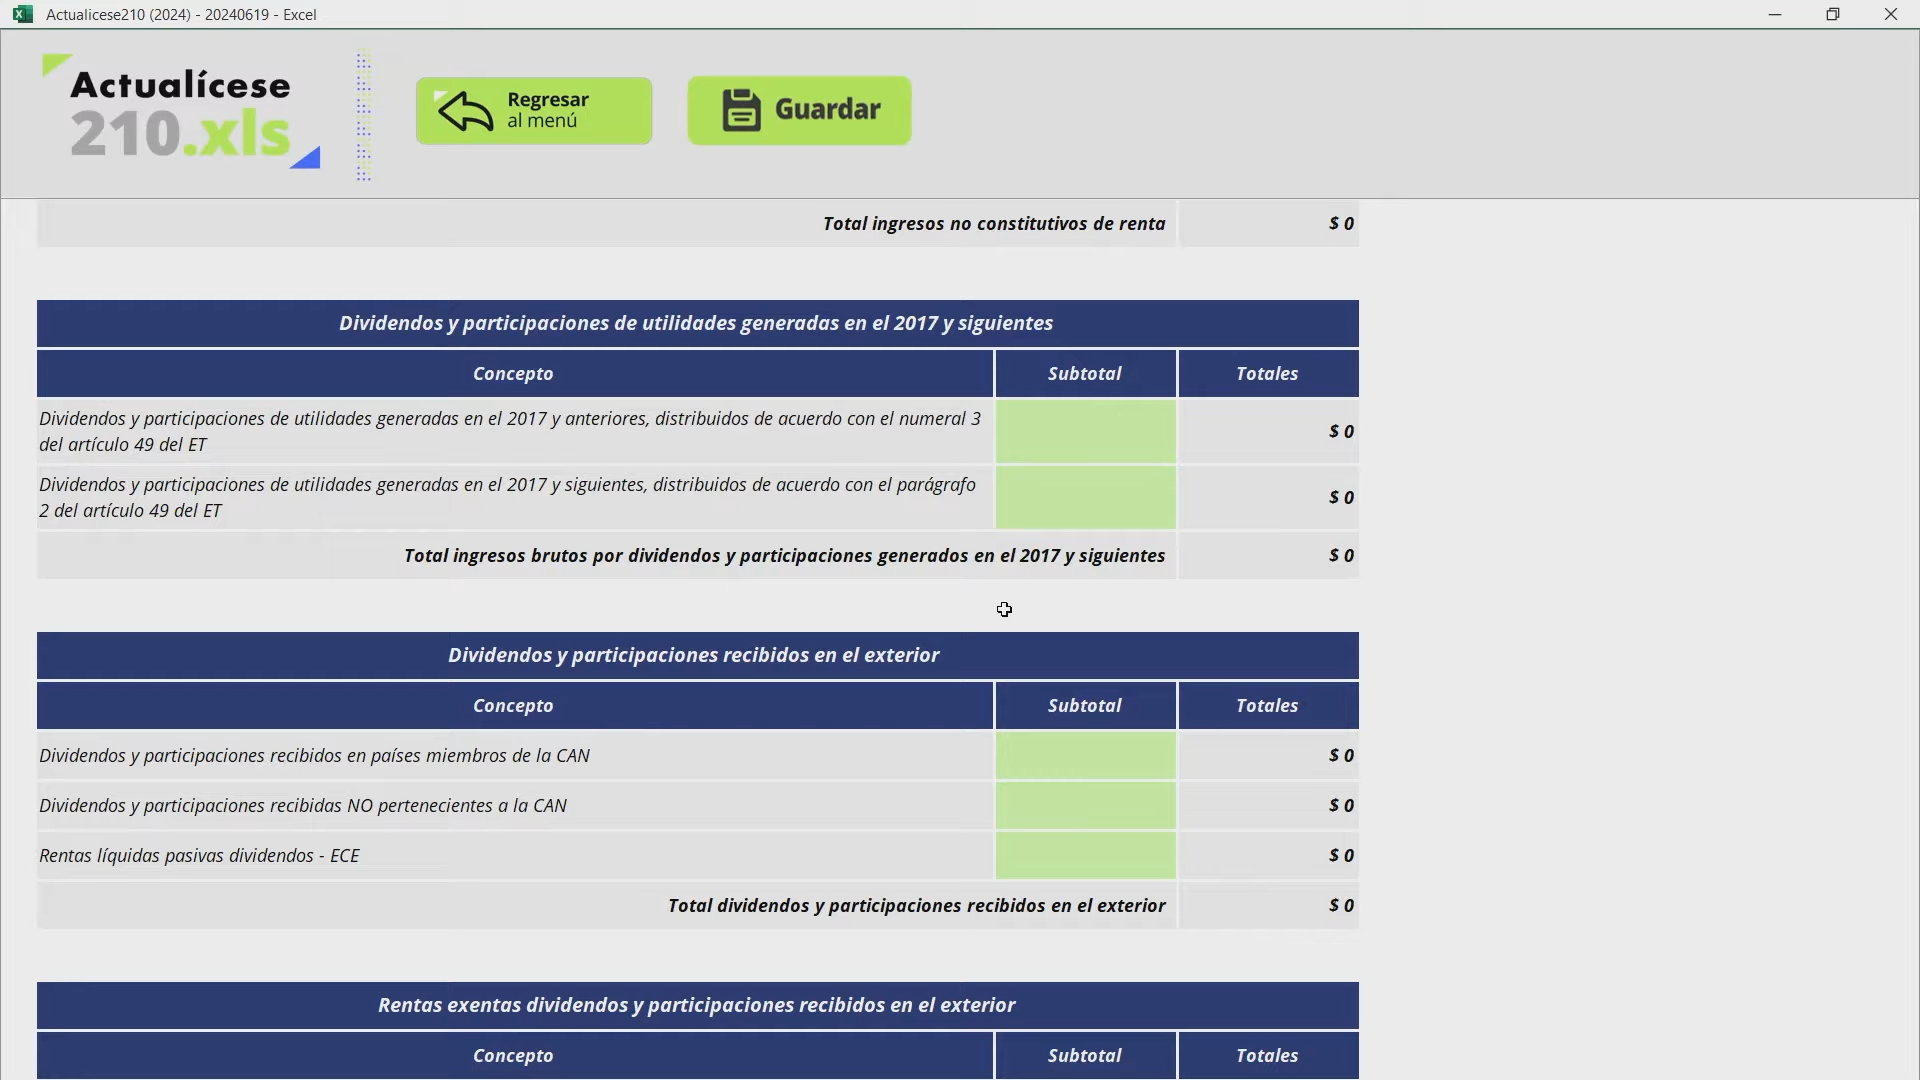 Actualicese210 (2024) - 20240619 - Excel
Actualícese
210.xls
Regresar
al menú
Guardar
Total ingresos no constitutivos de renta $ 0
Dividendos y participaciones de utilidades generadas en el 2017 y siguientes
Concepto Subtotal Totales
Dividendos y participaciones de utilidades generadas en el 2017 y anteriores, distribuidos de acuerdo con el numeral 3
del artículo 49 del ET
$ 0
Dividendos y participaciones de utilidades generadas en el 2017 y siguientes, distribuidos de acuerdo con el parágrafo
2 del artículo 49 del ET
$ 0
Total ingresos brutos por dividendos y participaciones generados en el 2017 y siguientes $ 0
Dividendos y participaciones recibidos en el exterior
Concepto Subtotal Totales
Dividendos y participaciones recibidos en países miembros de la CAN $ 0
Dividendos y participaciones recibidas NO pertenecientes a la CAN $ 0
Rentas líquidas pasivas dividendos - ECE $ 0
Total dividendos y participaciones recibidos en el exterior $ 0
Rentas exentas dividendos y participaciones recibidos en el exterior
Concepto Subtotal Totales